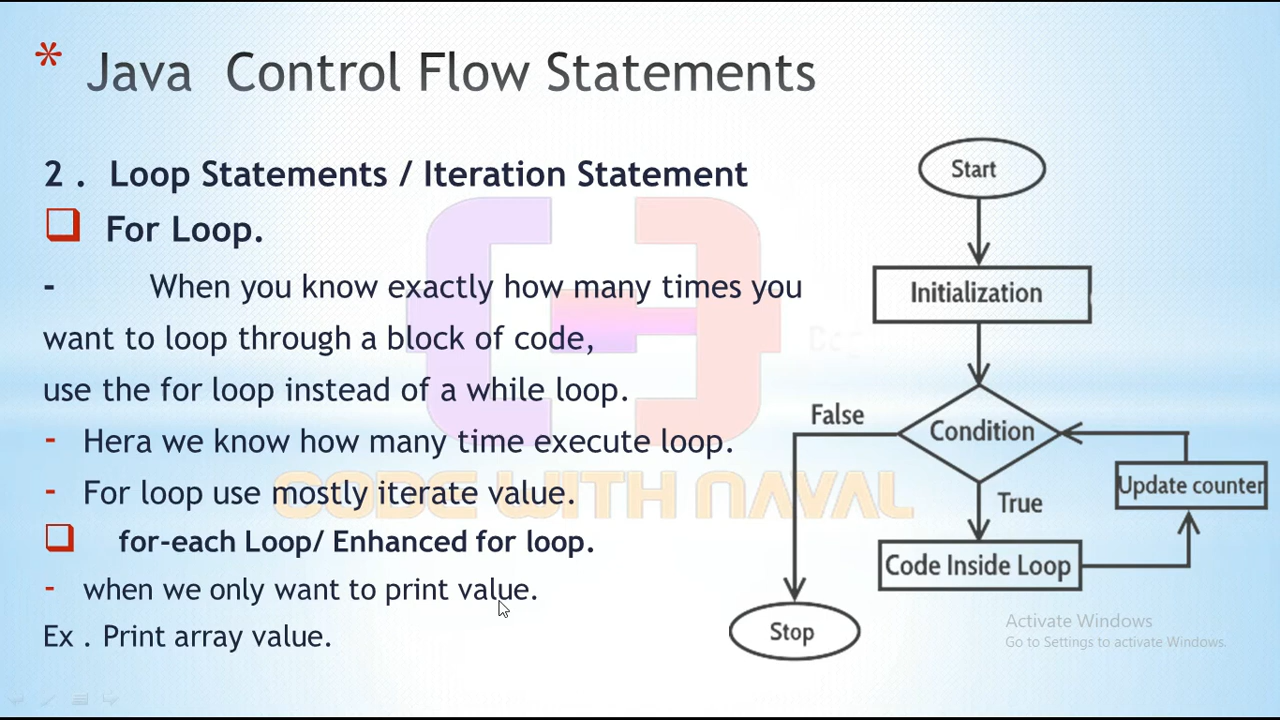 * Java Control Flow Statements
2 . Loop Statements / Iteration Statement
For Loop.
- When you know exactly how many times you
want to loop through a block of code,
use the for loop instead of a while loop.
- Hera we know how many time execute loop.
- For loop use mostly iterate value.
for-each Loop/ Enhanced for loop.
- when we only want to print value.
Ex . Print array value.
CODE WITH NAVAL
Start
Initialization
Condition
False
True
Update counter
Code Inside Loop
Stop
Activate Windows
Go to Settings to activate Windows.